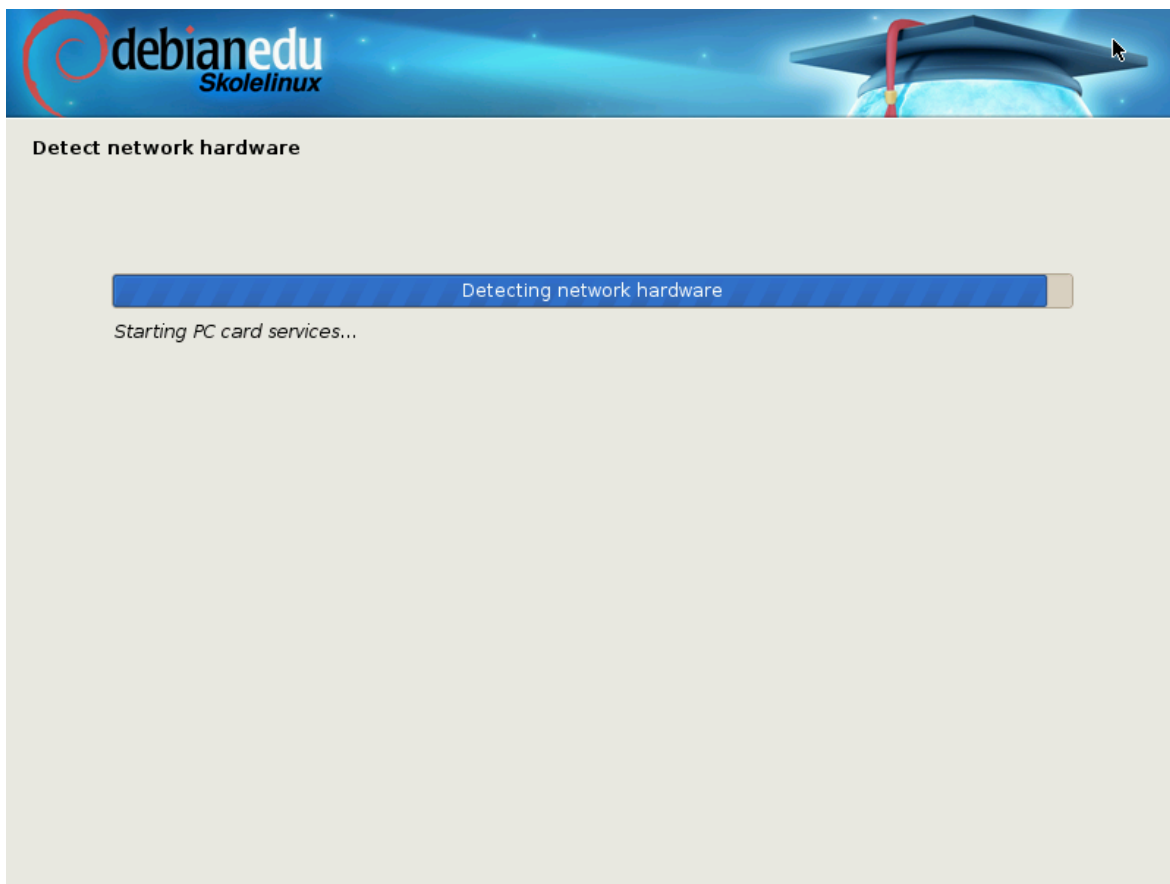 debianedu
Skolelinux
Detect network hardware
Detecting network hardware
Starting PC card services...